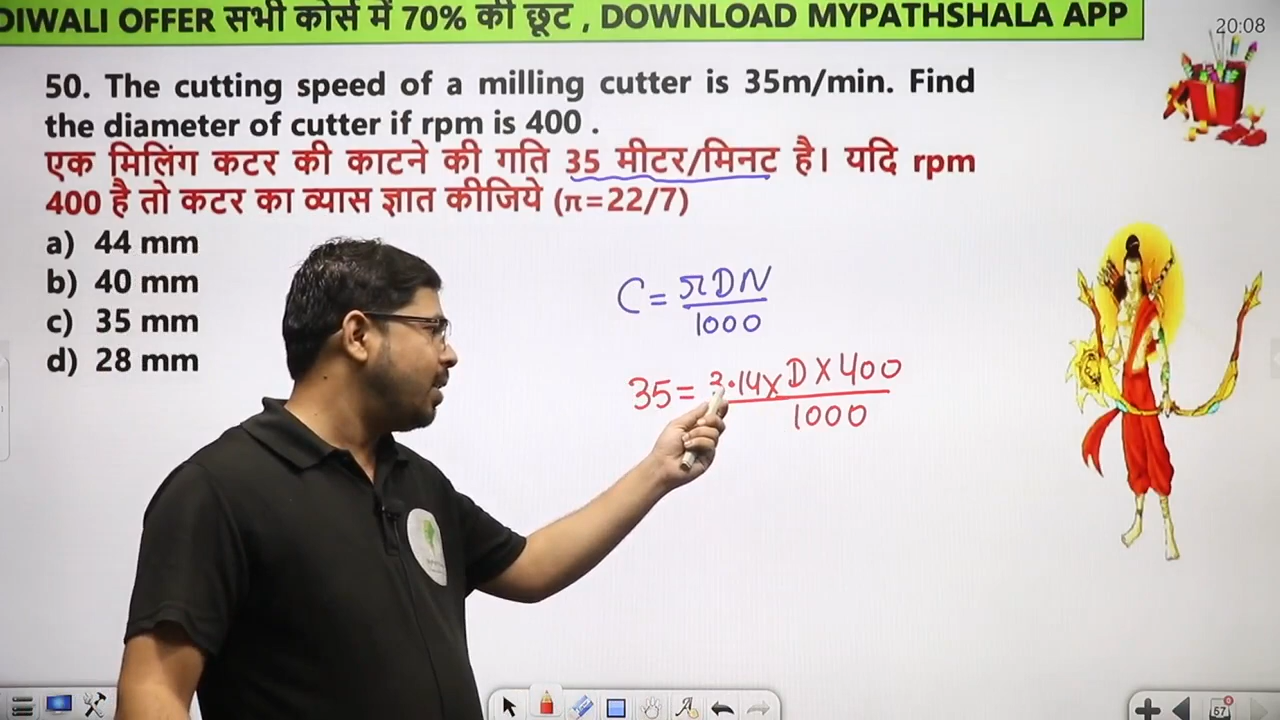 DIWALI OFFER सभी कोर्स में 70% की छूट , DOWNLOAD MYPATHSHALA APP
20:08
50. The cutting speed of a milling cutter is 35m/min. Find
the diameter of cutter if rpm is 400 .
एक मिलिंग कटर की काटने की गति 35 मीटर/मिनट है। यदि rpm
400 है तो कटर का व्यास ज्ञात कीजिये (π=22/7)
a) 44 mm
b) 40 mm
c) 35 mm
d) 28 mm
C = πDN
1000
35 = 3.14 x D X 400
1000